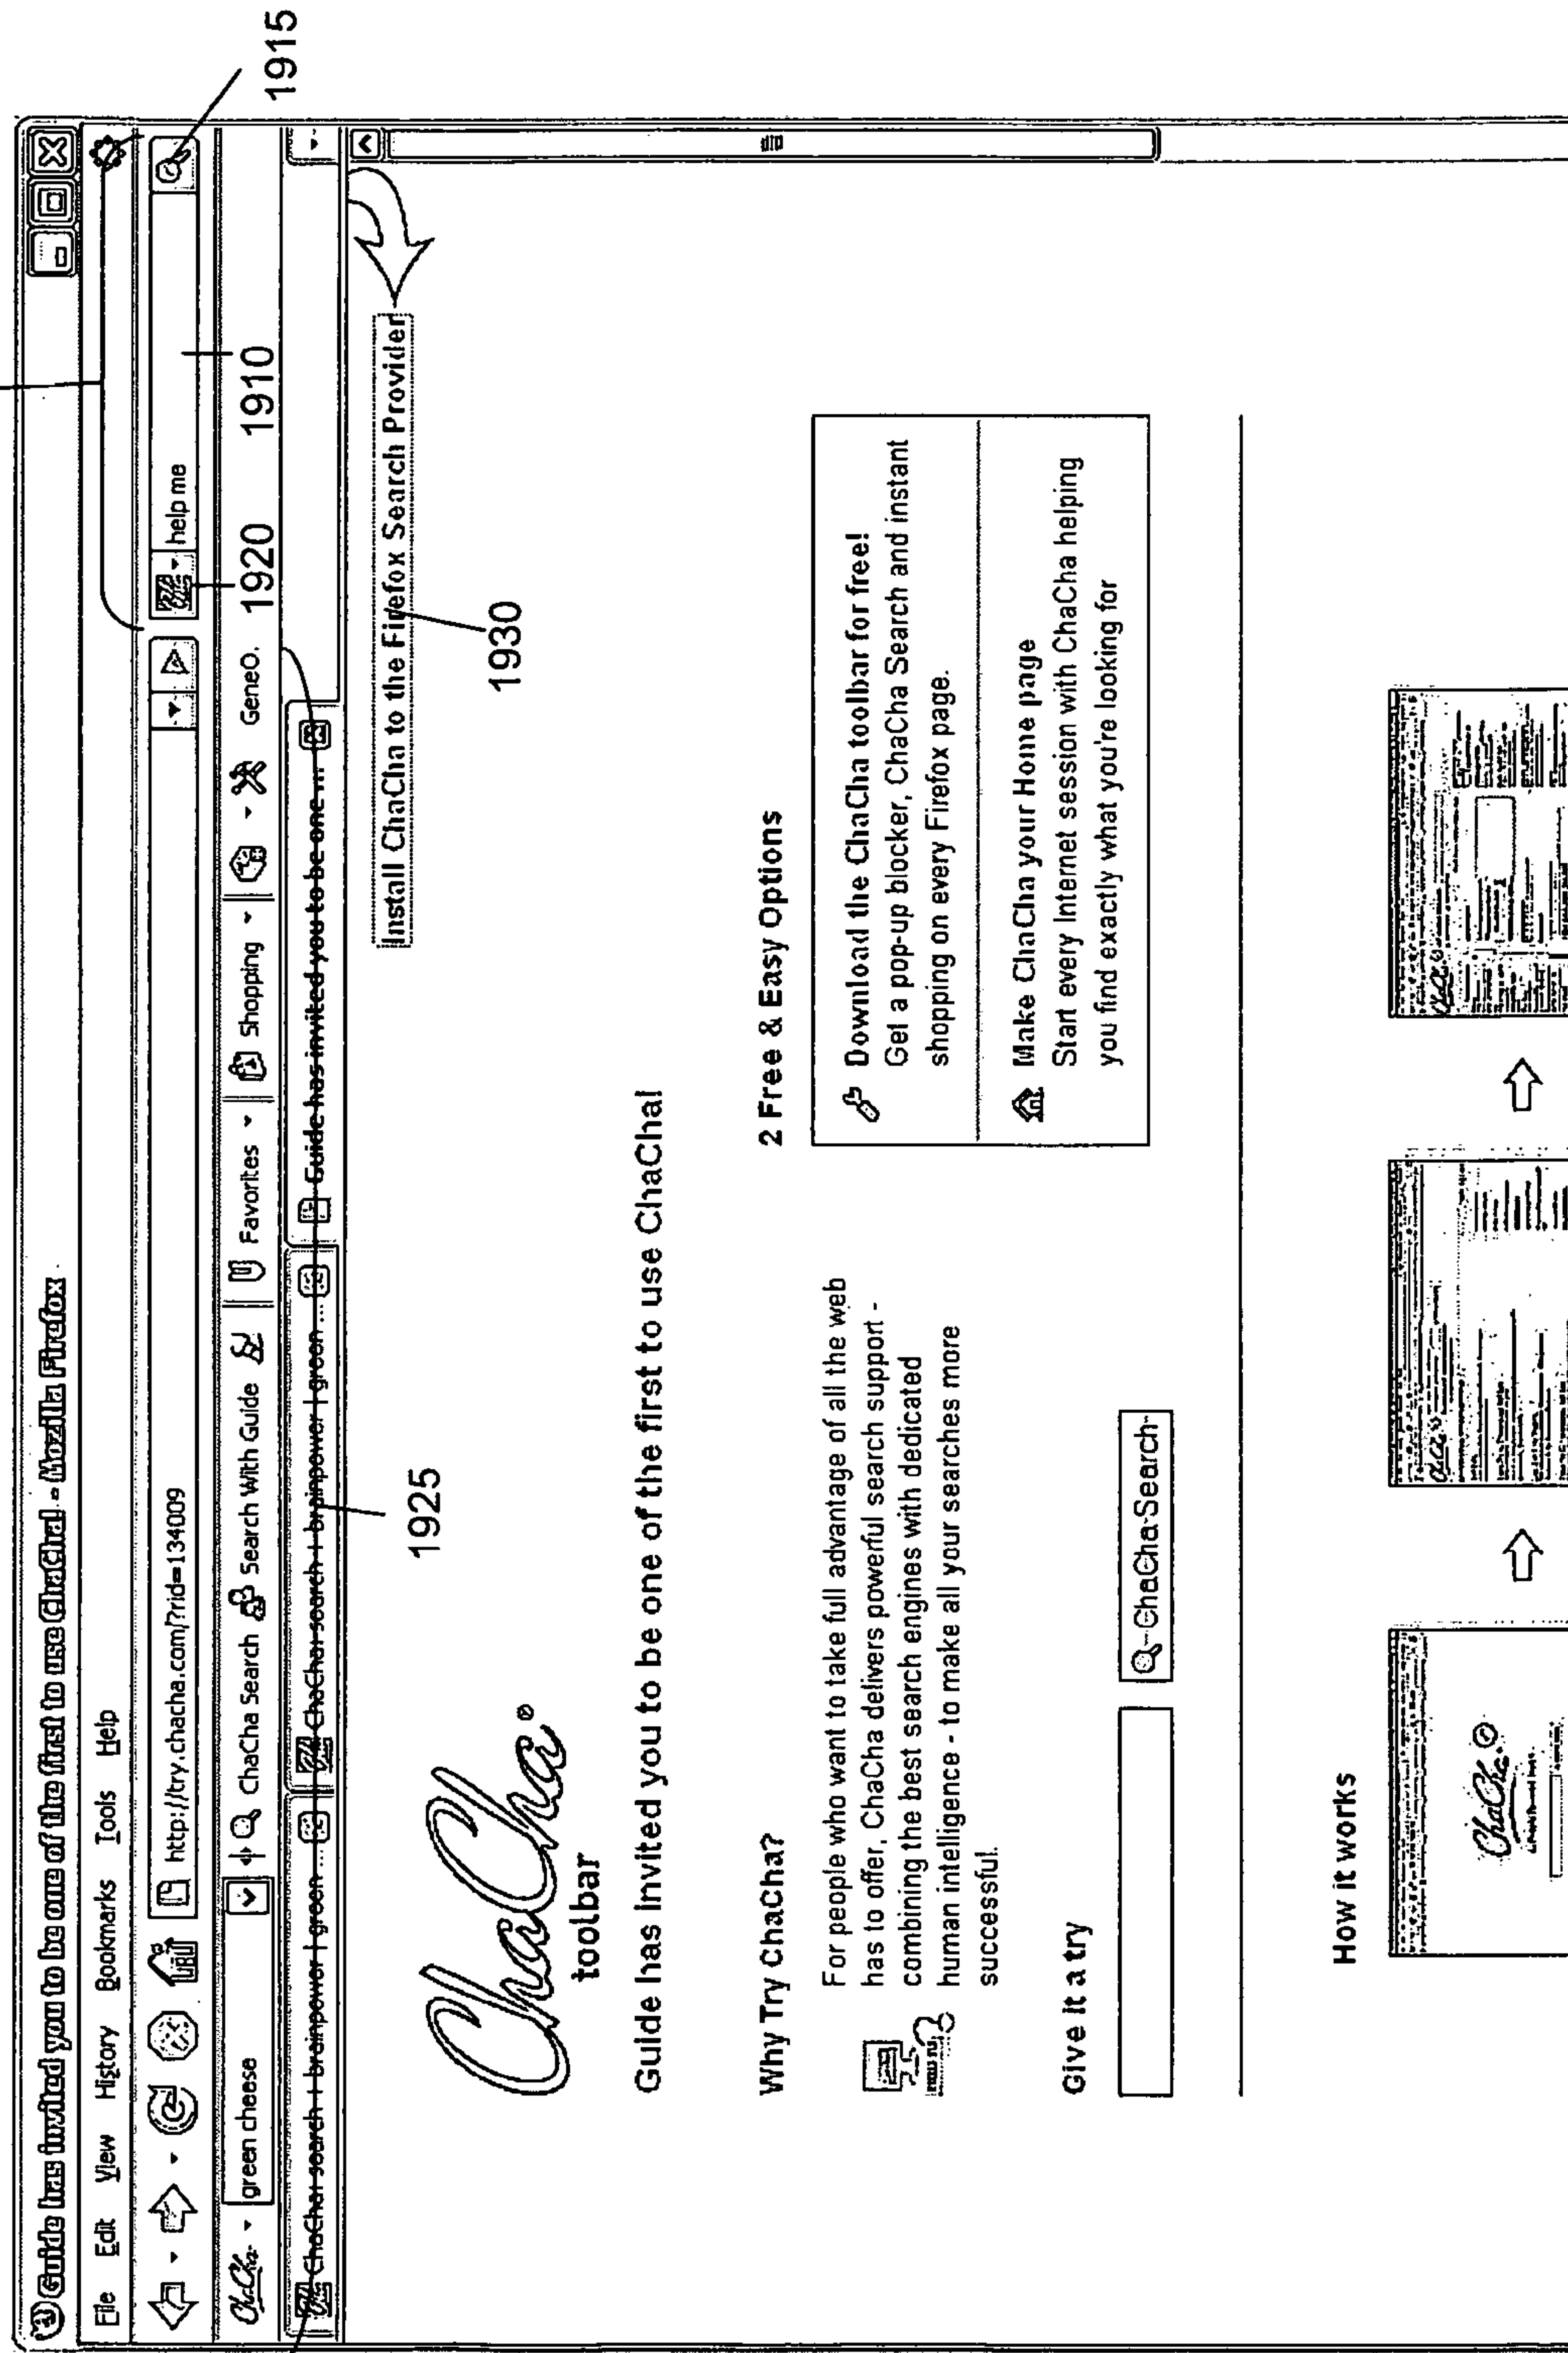 Guide has invited you to be one of the first to use ChaCha! - Mozilla Firefox
File Edit View History Bookmarks Tools Help
http://try.chacha.com/?rid=134009
help me
1915
ChaCha green cheese ChaCha Search Search With Guide Favorites Shopping Geneo.
1920 1910
ChaCha search | brainpower | green ... ChaCha search | brainpower | green ... Guide has invited you to be one ...
Install ChaCha to the Firefox Search Provider
1925
1930
ChaCha®
toolbar
Guide has invited you to be one of the first to use ChaCha!
Why Try ChaCha?
For people who want to take full advantage of all the web
has to offer, ChaCha delivers powerful search support -
combining the best search engines with dedicated
human intelligence - to make all your searches more
successful.
2 Free & Easy Options
Download the ChaCha toolbar for free!
Get a pop-up blocker, ChaCha Search and instant
shopping on every Firefox page.
Make ChaCha your Home page
Start every Internet session with ChaCha helping
you find exactly what you're looking for
Give it a try
ChaCha Search
How it works
ChaCha
ChaCha
ChaCha